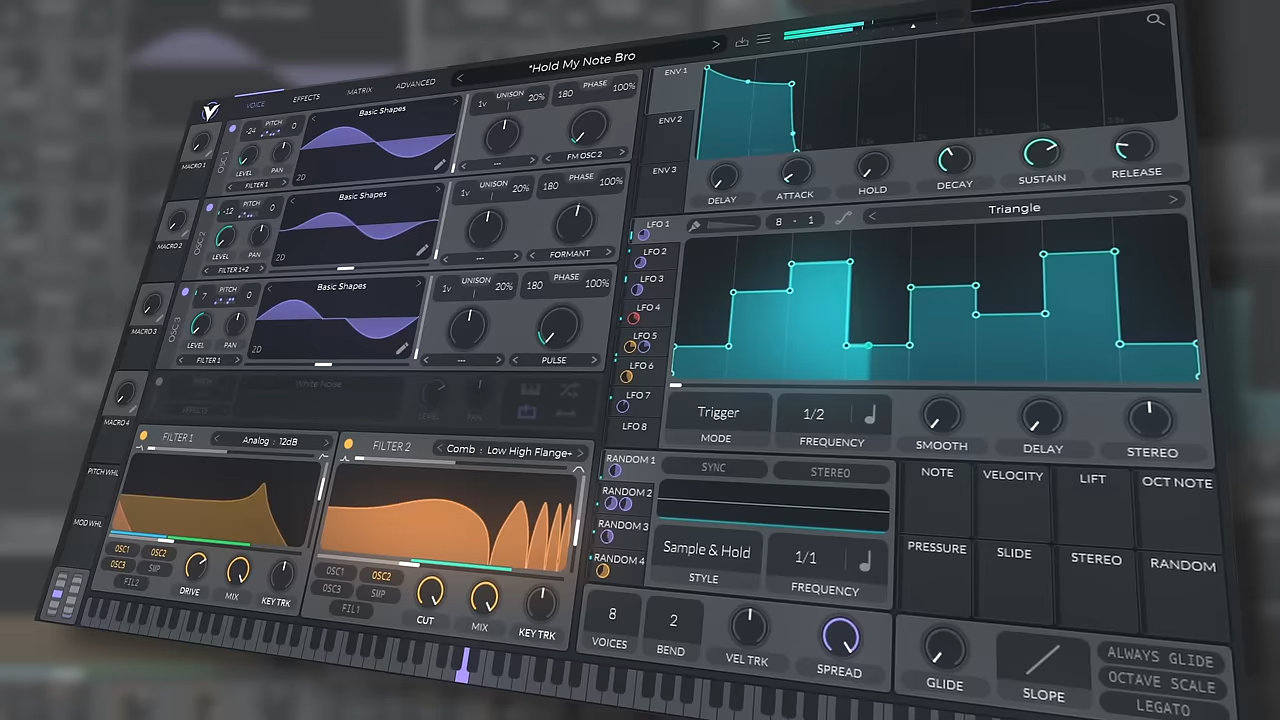 *Hold My Note Bro
VOICE
EFFECTS
MATRIX
ADVANCED
MACRO 1
MACRO 2
MACRO 3
MACRO 4
PITCH WHL
MOD WHL
OSC 1
-24 PITCH 0
LEVEL PAN
FILTER 1
Basic Shapes
2D
1v UNISON 20%
180 PHASE 100%
---
FM OSC 2
OSC 2
-12 PITCH 0
LEVEL PAN
FILTER 1+2
Basic Shapes
2D
1v UNISON 20%
180 PHASE 100%
---
FORMANT
OSC 3
7 PITCH 0
LEVEL PAN
FILTER 1
Basic Shapes
2D
1v UNISON 20%
180 PHASE 100%
---
PULSE
PITCH
White Noise
LEVEL PAN
EFFECTS
FILTER 1
Analog : 12dB
OSC1 OSC2
OSC3 SMP
FIL2
DRIVE MIX KEY TRK
FILTER 2
Comb : Low High Flange+
OSC1 OSC2
OSC3 SMP
FIL1
CUT MIX KEY TRK
ENV 1
ENV 2
ENV 3
DELAY ATTACK HOLD DECAY SUSTAIN RELEASE
LFO 1
LFO 2
LFO 3
LFO 4
LFO 5
LFO 6
LFO 7
LFO 8
8 - 1
Triangle
Trigger
MODE
1/2
FREQUENCY
SMOOTH DELAY STEREO
RANDOM 1
RANDOM 2
RANDOM 3
RANDOM 4
SYNC STEREO
Sample & Hold
STYLE
1/1
FREQUENCY
NOTE VELOCITY LIFT OCT NOTE
PRESSURE SLIDE STEREO RANDOM
8
VOICES
2
BEND
VEL TRK
SPREAD
GLIDE
SLOPE
ALWAYS GLIDE
OCTAVE SCALE
LEGATO